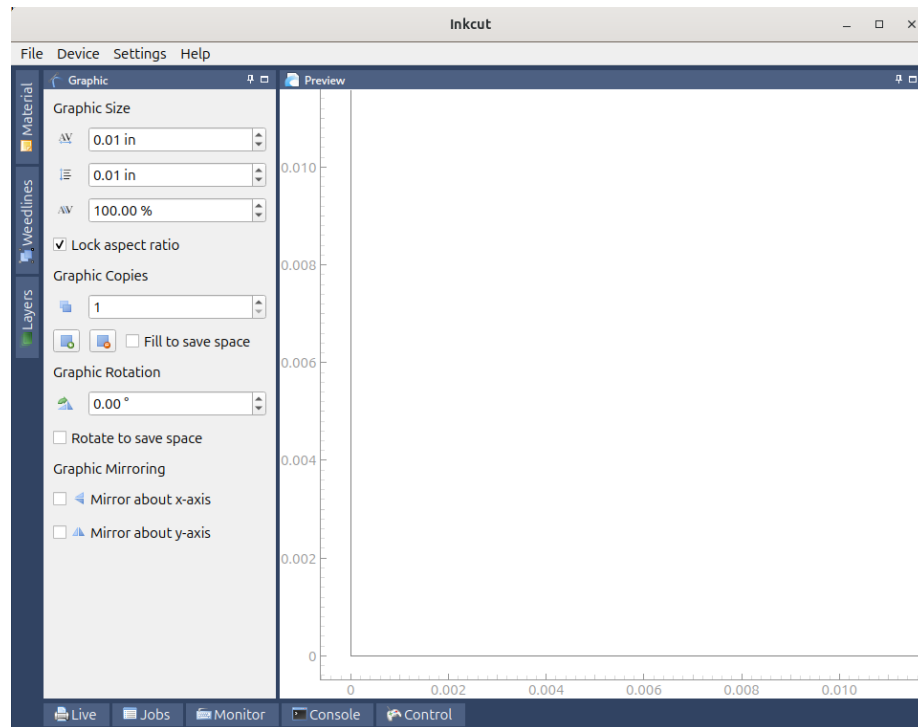 Inkcut
File Device Settings Help
Material
Weedlines
Layers
Graphic
Graphic Size
AV 0.01 in
0.01 in
AW 100.00 %
Lock aspect ratio
Graphic Copies
1
Fill to save space
Graphic Rotation
0.00 °
Rotate to save space
Graphic Mirroring
Mirror about x-axis
Mirror about y-axis
Preview
0.010
0.008
0.006
0.004
0.002
0
0 0.002 0.004 0.006 0.008 0.010
Live Jobs Monitor Console Control